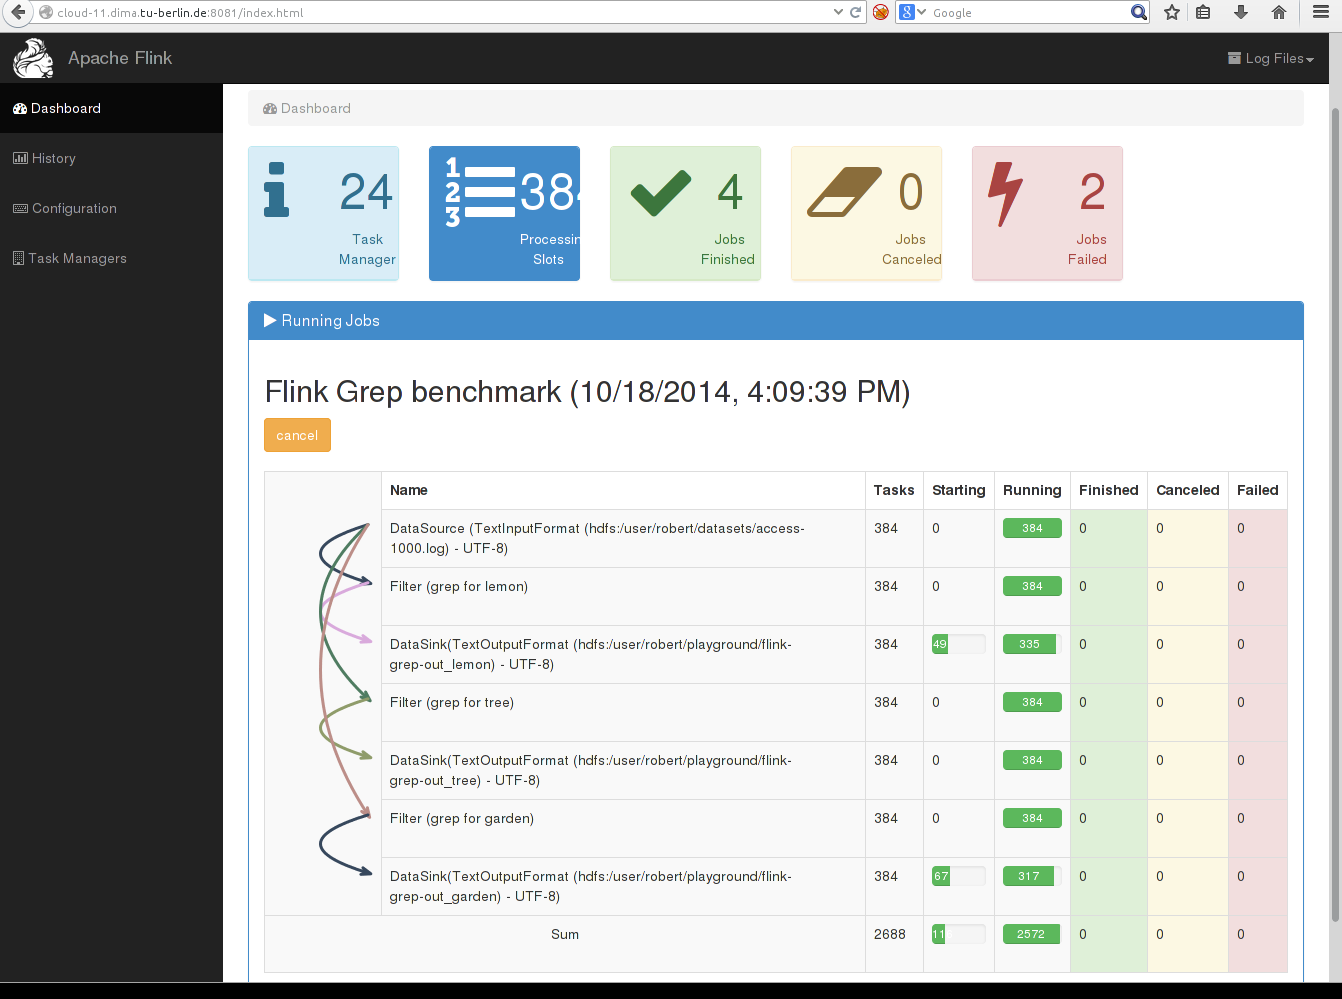 cloud-11.dima.tu-berlin.de:8081/index.html
8
Google
Apache Flink
Log Files
Dashboard
History
Configuration
Task Managers
Dashboard
24
Task
Manager
1
2
3
384
Processin
Slots
4
Jobs
Finished
0
Jobs
Canceled
2
Jobs
Failed
Running Jobs
Flink Grep benchmark (10/18/2014, 4:09:39 PM)
cancel
Name Tasks Starting Running Finished Canceled Failed
DataSource (TextInputFormat (hdfs:/user/robert/datasets/access- 384 0 384 0 0 0
1000.log) - UTF-8)
Filter (grep for lemon) 384 0 384 0 0 0
DataSink(TextOutputFormat (hdfs:/user/robert/playground/flink- 384 49 335 0 0 0
grep-out_lemon) - UTF-8)
Filter (grep for tree) 384 0 384 0 0 0
DataSink(TextOutputFormat (hdfs:/user/robert/playground/flink- 384 0 384 0 0 0
grep-out_tree) - UTF-8)
Filter (grep for garden) 384 0 384 0 0 0
DataSink(TextOutputFormat (hdfs:/user/robert/playground/flink- 384 67 317 0 0 0
grep-out_garden) - UTF-8)
Sum 2688 11 2572 0 0 0